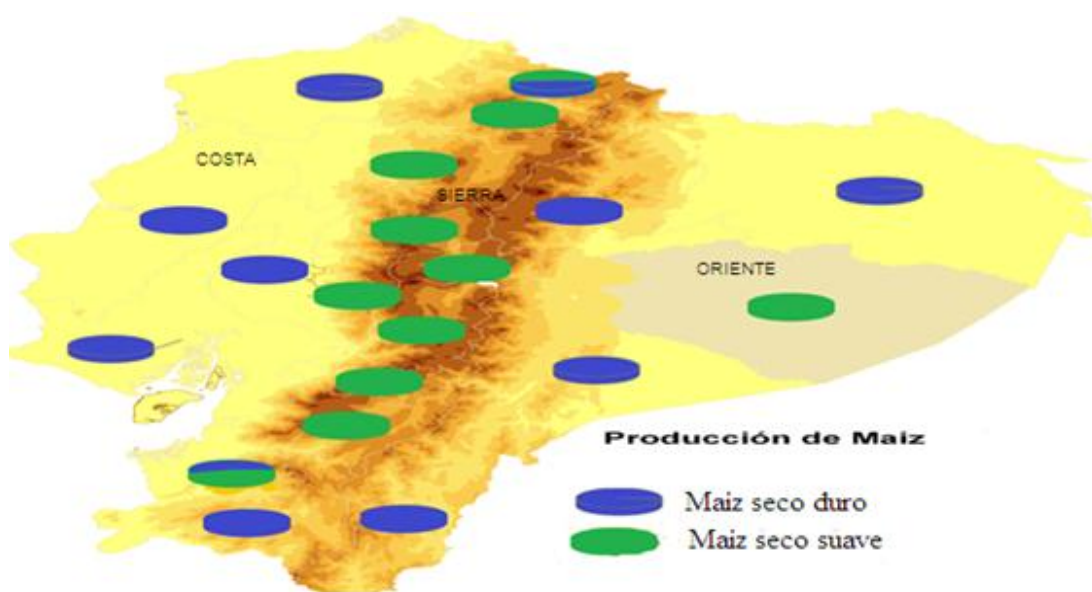 COSTA
SIERRA
ORIENTE
Producción de Maiz
Maiz seco duro
Maiz seco suave